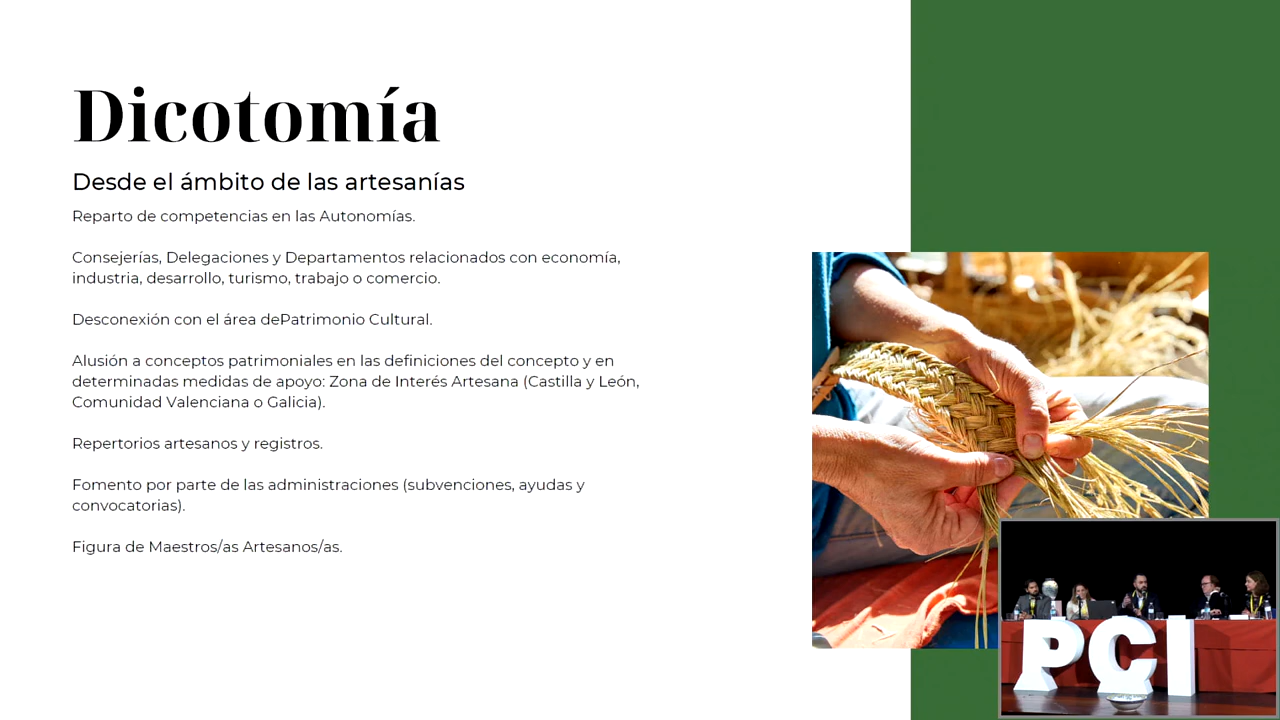 Dicotomía
Desde el ámbito de las artesanías
Reparto de competencias en las Autonomías.
Consejerías, Delegaciones y Departamentos relacionados con economía,
industria, desarrollo, turismo, trabajo o comercio.
Desconexión con el área dePatrimonio Cultural.
Alusión a conceptos patrimoniales en las definiciones del concepto y en
determinadas medidas de apoyo: Zona de Interés Artesana (Castilla y León,
Comunidad Valenciana o Galicia).
Repertorios artesanos y registros.
Fomento por parte de las administraciones (subvenciones, ayudas y
convocatorias).
Figura de Maestros/as Artesanos/as.
PCI